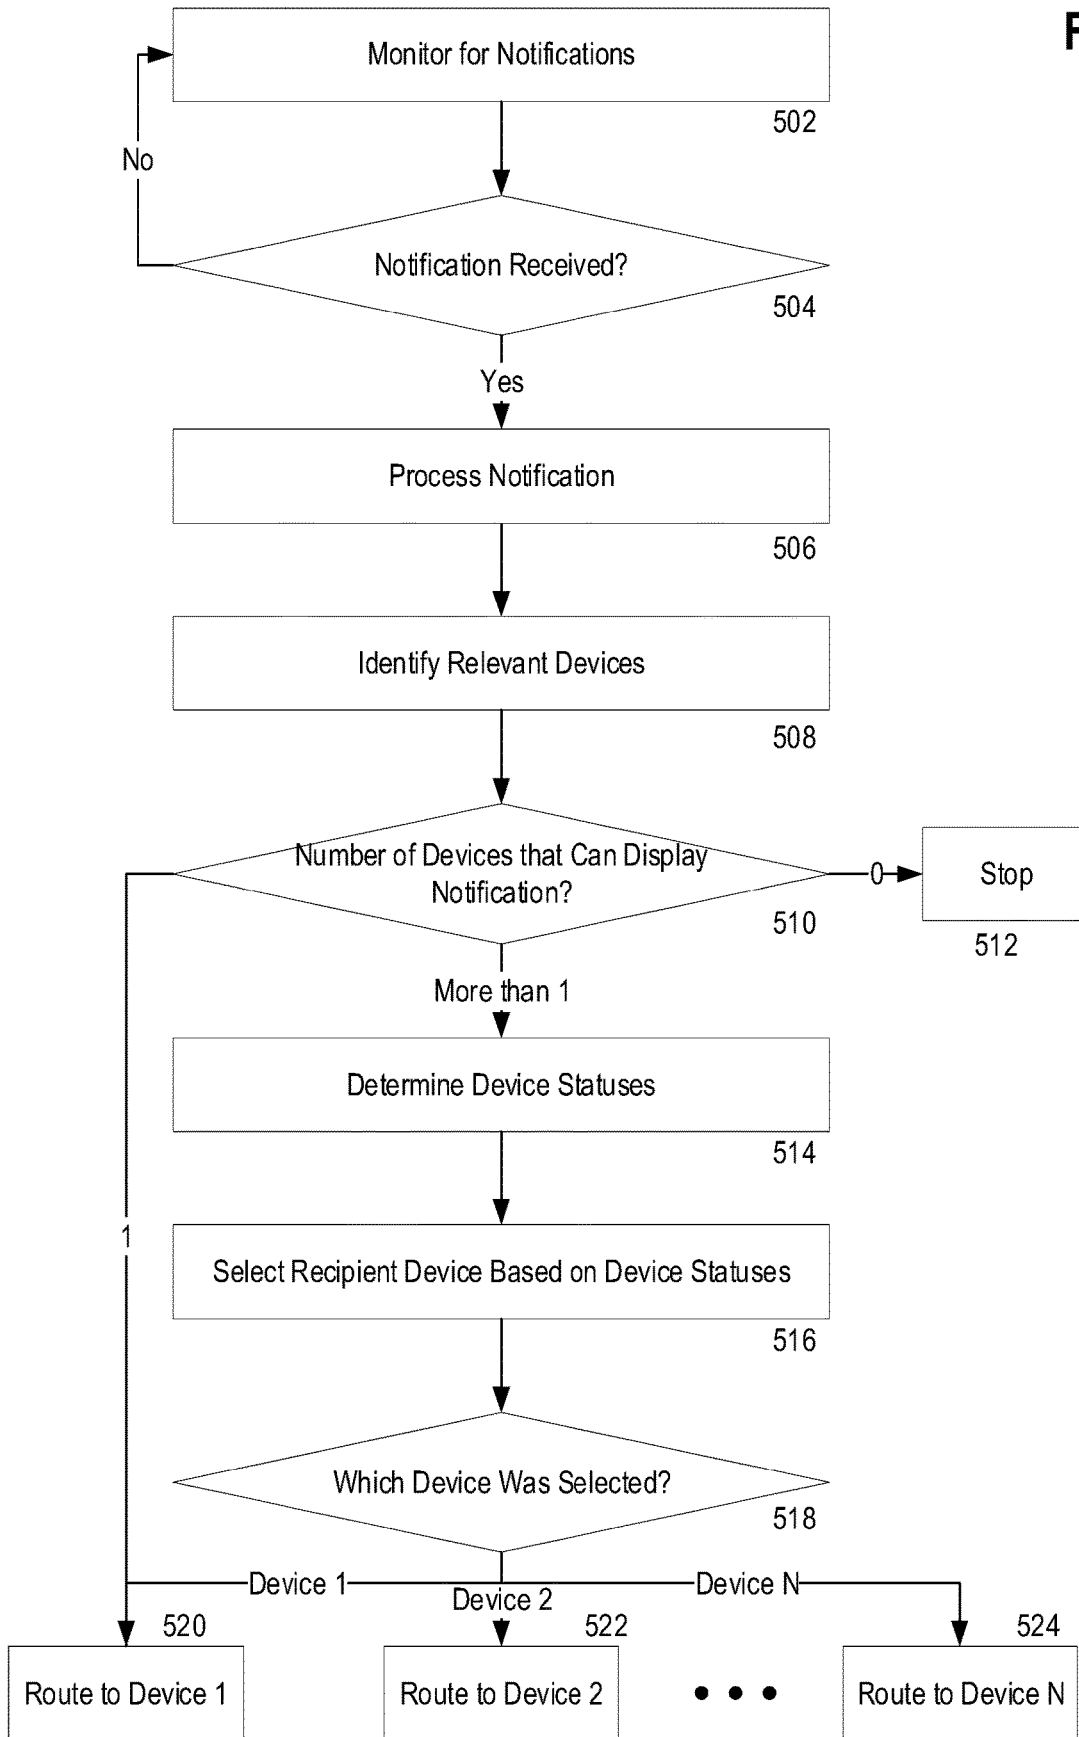 F
Monitor for Notifications
502
No
Notification Received?
504
Yes
Process Notification
506
Identify Relevant Devices
508
Number of Devices that Can Display
Notification?
510
0
Stop
512
More than 1
Determine Device Statuses
514
1
Select Recipient Device Based on Device Statuses
516
Which Device Was Selected?
518
Device 1
Device 2
Device N
520
522
524
Route to Device 1
Route to Device 2
Route to Device N